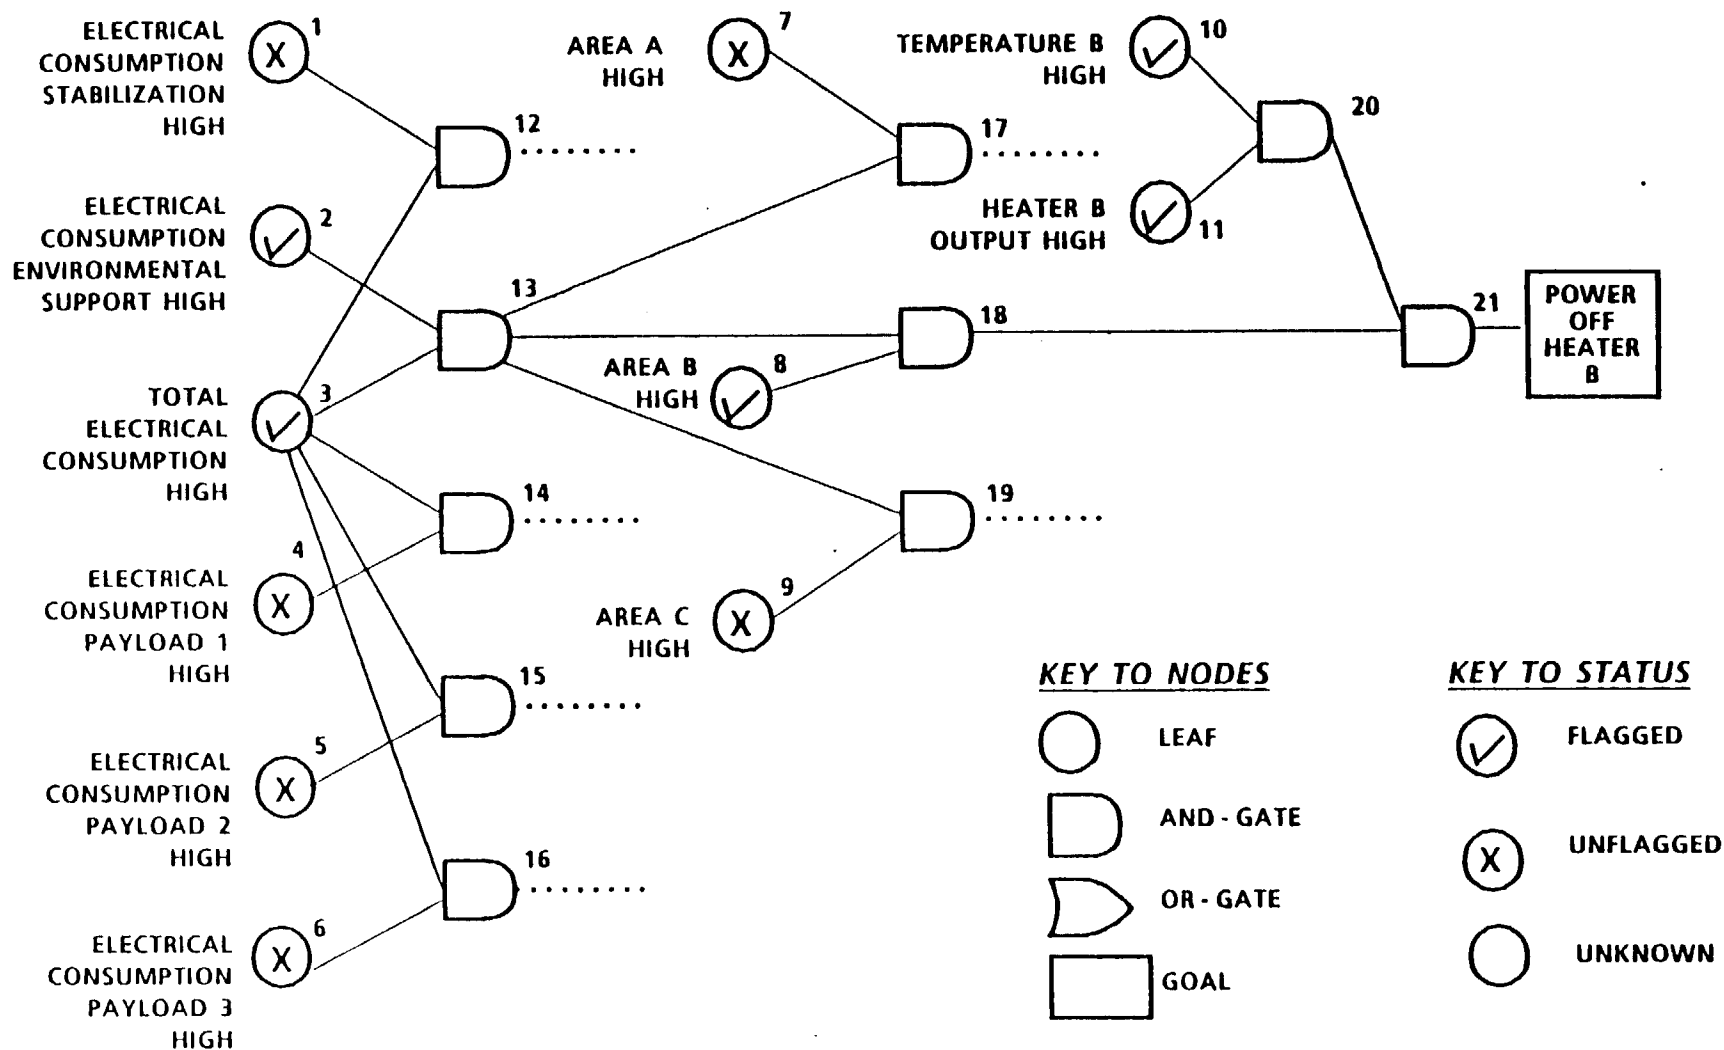 ELECTRICAL
CONSUMPTION
STABILIZATION
HIGH
1
X
12
ELECTRICAL
CONSUMPTION
ENVIRONMENTAL
SUPPORT HIGH
2
13
TOTAL
ELECTRICAL
CONSUMPTION
HIGH
3
14
ELECTRICAL
CONSUMPTION
PAYLOAD 1
HIGH
4
X
15
ELECTRICAL
CONSUMPTION
PAYLOAD 2
HIGH
5
X
16
ELECTRICAL
CONSUMPTION
PAYLOAD 3
HIGH
6
X
AREA A
HIGH
7
X
17
AREA B
HIGH
8
18
AREA C
HIGH
9
X
19
TEMPERATURE B
HIGH
10
20
HEATER B
OUTPUT HIGH
11
21
POWER
OFF
HEATER
B
KEY TO NODES
LEAF
AND - GATE
OR - GATE
GOAL
KEY TO STATUS
FLAGGED
X
UNFLAGGED
UNKNOWN